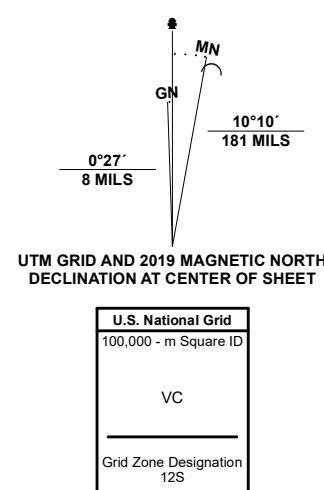 MN
GN
10°10´
181 MILS
0°27´
8 MILS
UTM GRID AND 2019 MAGNETIC NORTH
DECLINATION AT CENTER OF SHEET
U.S. National Grid
100,000 - m Square ID
VC
Grid Zone Designation
12S